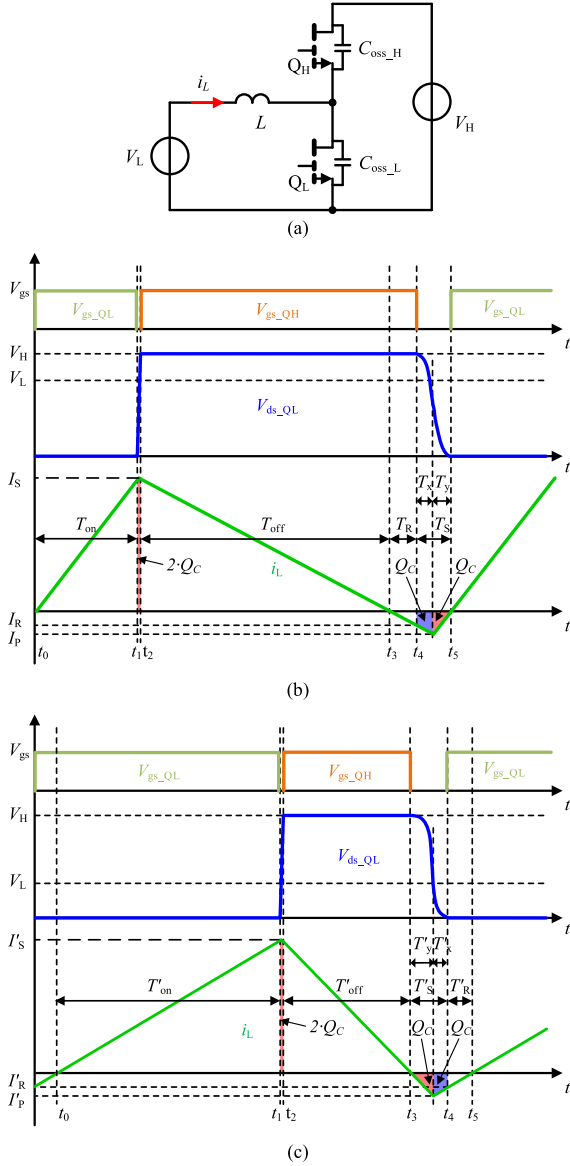 Q_H
C_oss_H
i_L
L
V_H
V_L
Q_L
C_oss_L
(a)
V_gs
V_gs_QL
V_gs_QH
V_gs_QL
t
V_H
V_L
V_ds_QL
t
I_S
T_x T_y
T_on
T_off
T_R
T_S
2·Q_C
i_L
Q_C
Q_C
I_R
I_P
t
t_0
t_1
t_2
t_3
t_4
t_5
(b)
V_gs
V_gs_QL
V_gs_QH
V_gs_QL
t
V_H
V_L
V_ds_QL
t
I'_S
T'_y T'_x
T'_on
T'_off
T'_S
T'_R
i_L
2·Q_C
Q_C
Q_C
I'_R
I'_P
t
t_0
t_1
t_2
t_3
t_4
t_5
(c)